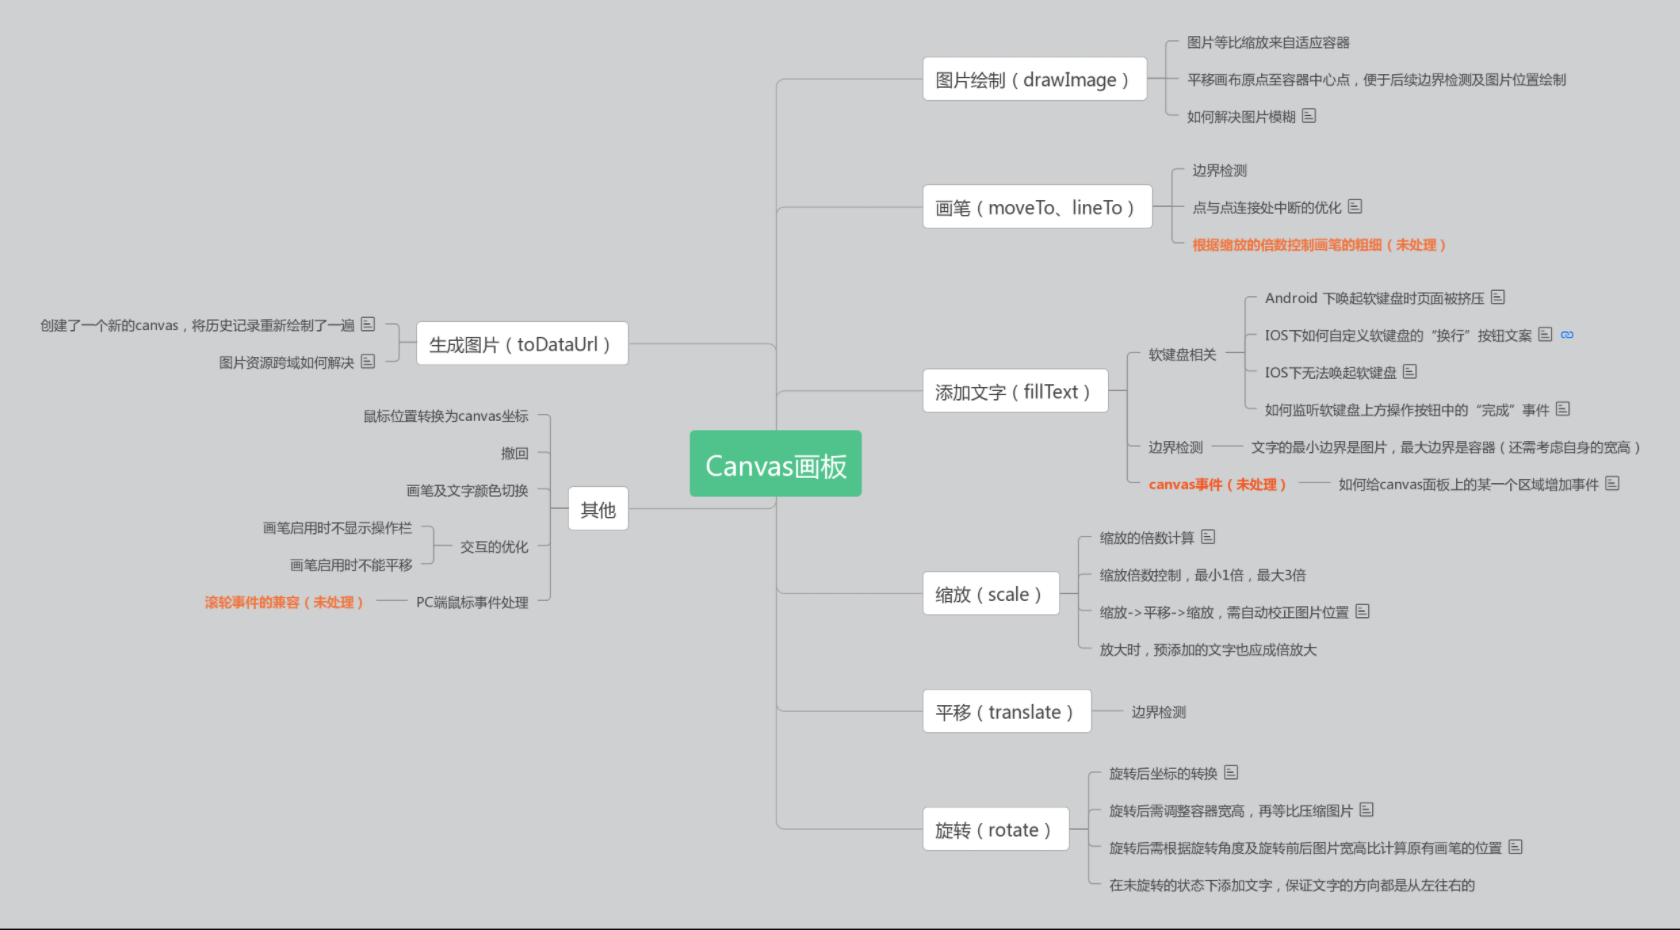 Canvas画板
图片绘制（drawImage）
图片等比缩放来自适应容器
平移画布原点至容器中心点，便于后续边界检测及图片位置绘制
如何解决图片模糊
画笔（moveTo、lineTo）
边界检测
点与点连接处中断的优化
根据缩放的倍数控制画笔的粗细（未处理）
添加文字（fillText）
软键盘相关
Android 下唤起软键盘时页面被挤压
IOS下如何自定义软键盘的“换行”按钮文案
IOS下无法唤起软键盘
如何监听软键盘上方操作按钮中的“完成”事件
边界检测
文字的最小边界是图片，最大边界是容器（还需考虑自身的宽高）
canvas事件（未处理）
如何给canvas面板上的某一个区域增加事件
缩放（scale）
缩放的倍数计算
缩放倍数控制，最小1倍，最大3倍
缩放->平移->缩放，需自动校正图片位置
放大时，预添加的文字也应成倍放大
平移（translate）
边界检测
旋转（rotate）
旋转后坐标的转换
旋转后需调整容器宽高，再等比压缩图片
旋转后需根据旋转角度及旋转前后图片宽高比计算原有画笔的位置
在未旋转的状态下添加文字，保证文字的方向都是从左往右的
生成图片（toDataUrl）
创建了一个新的canvas，将历史记录重新绘制了一遍
图片资源跨域如何解决
其他
鼠标位置转换为canvas坐标
撤回
画笔及文字颜色切换
交互的优化
画笔启用时不显示操作栏
画笔启用时不能平移
PC端鼠标事件处理
滚轮事件的兼容（未处理）